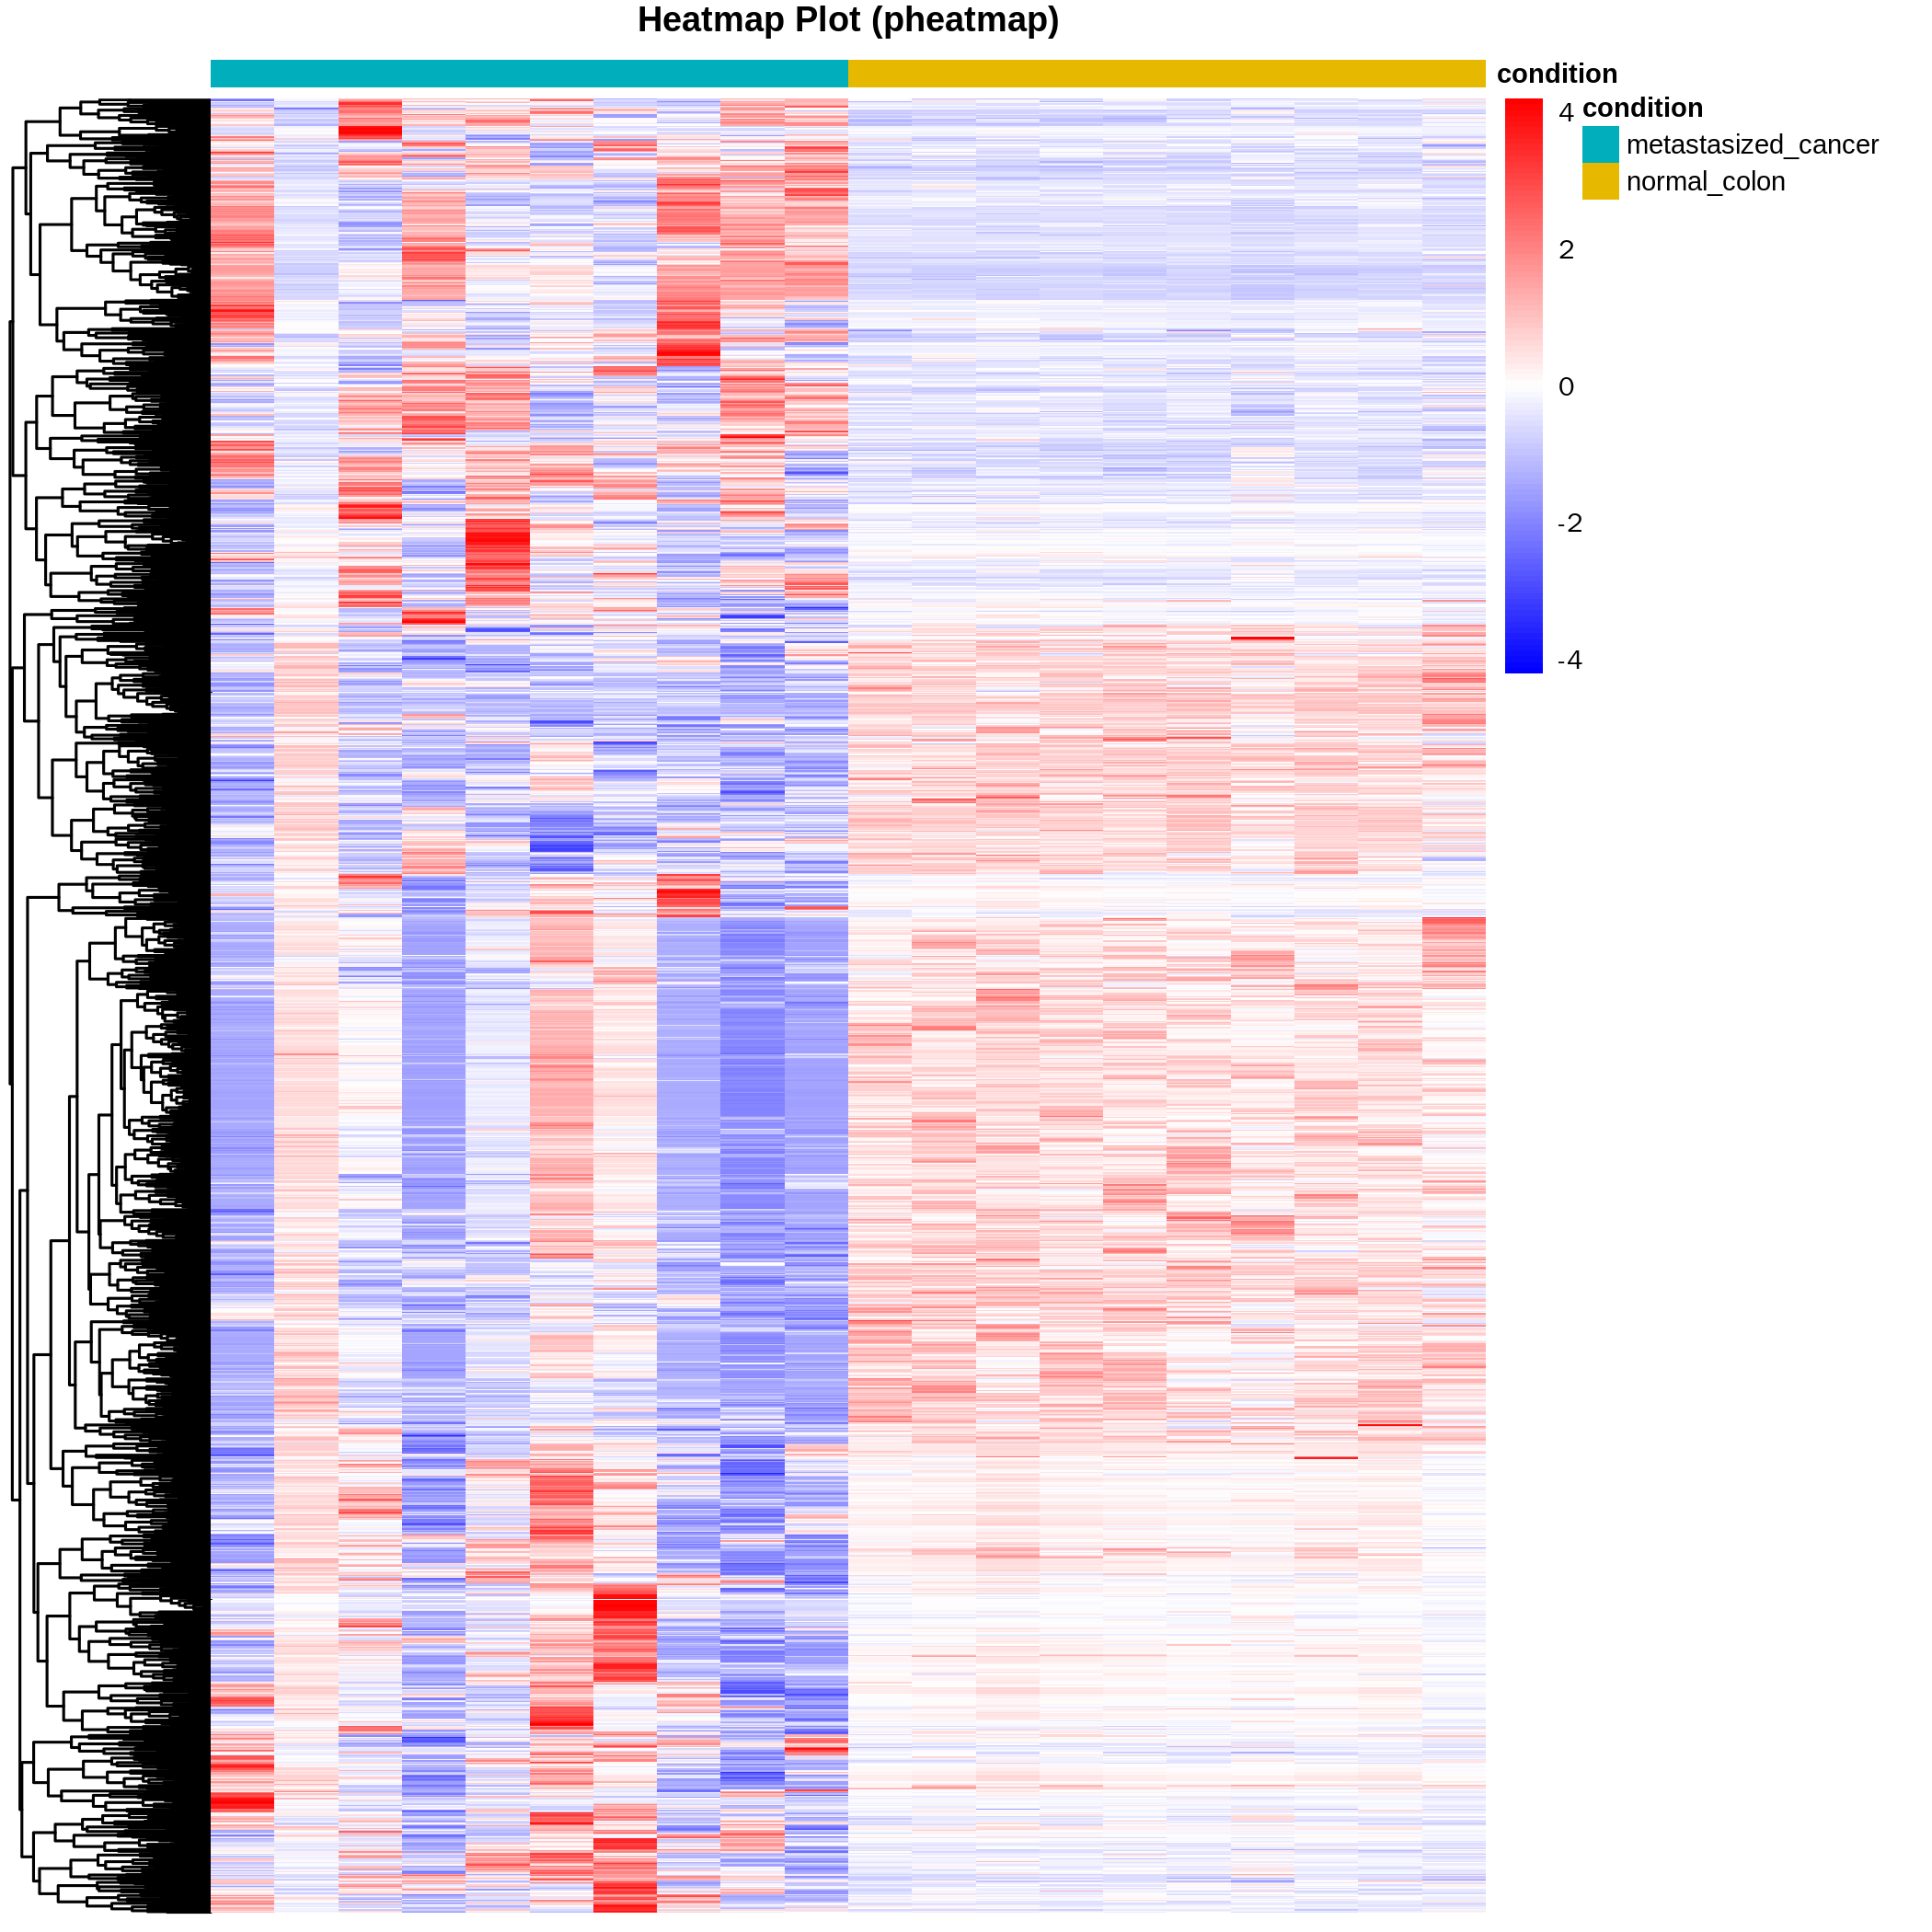 Heatmap Plot (pheatmap)
condition
4
2
0
-2
-4
condition
metastasized_cancer
normal_colon